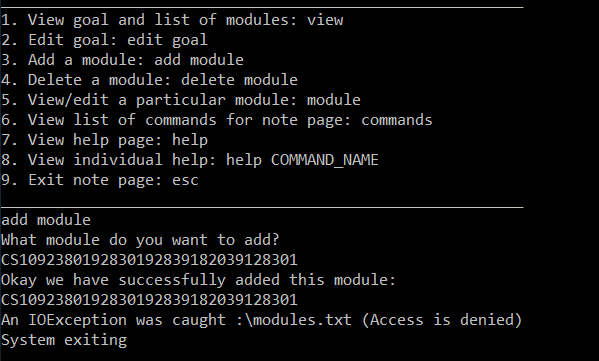 1. View goal and list of modules: view
2. Edit goal: edit goal
3. Add a module: add module
4. Delete a module: delete module
5. View/edit a particular module: module
6. View list of commands for note page: commands
7. View help page: help
8. View individual help: help COMMAND_NAME
9. Exit note page: esc
add module
What module do you want to add?
CS1092380192830192839182039128301
Okay we have successfully added this module:
CS1092380192830192839182039128301
An IOException was caught :\modules.txt (Access is denied)
System exiting